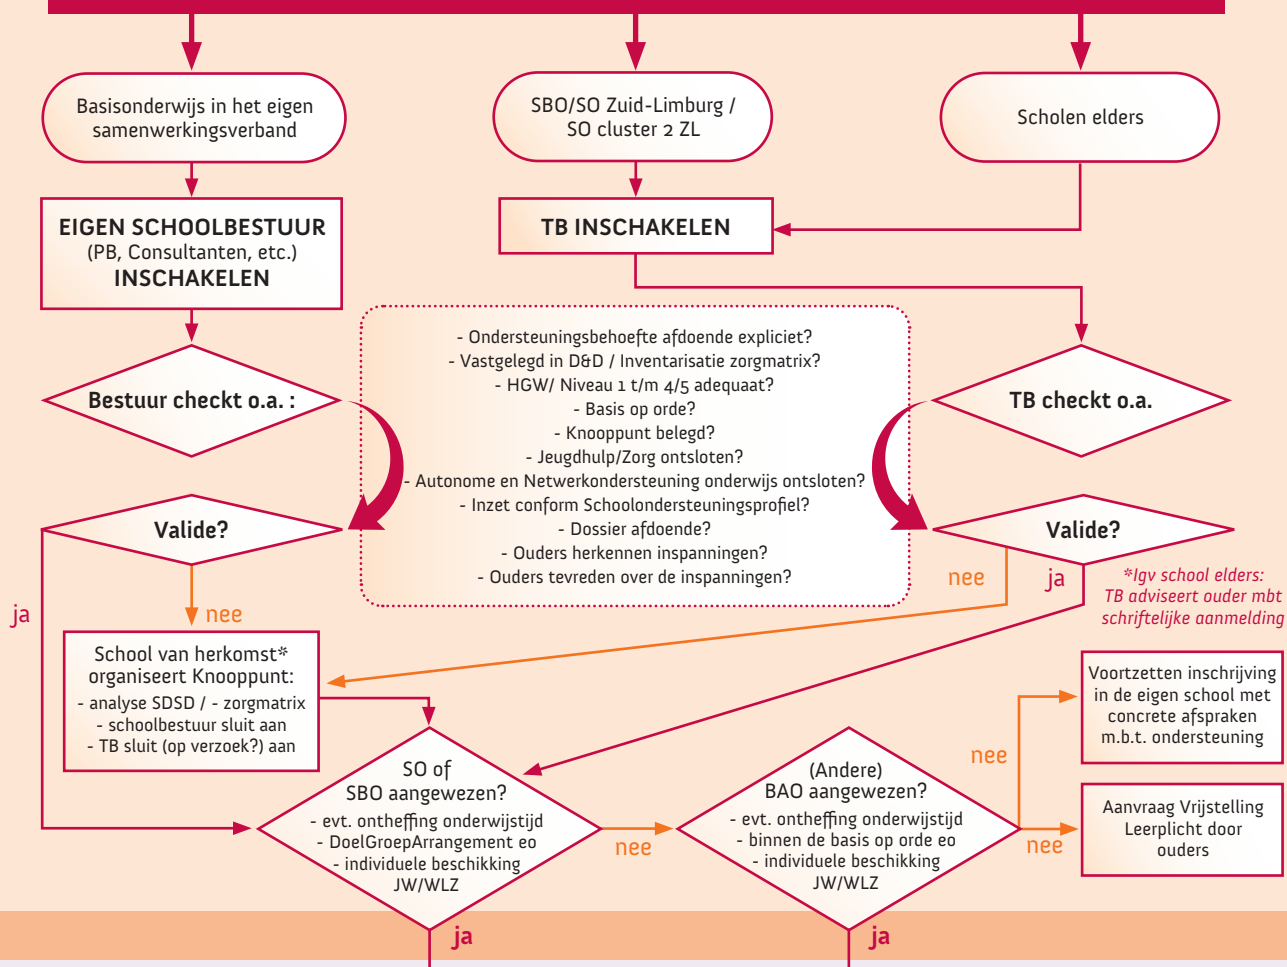 Basisonderwijs in het eigen
samenwerkingsverband
SBO/SO Zuid-Limburg /
SO cluster 2 ZL
Scholen elders
EIGEN SCHOOLBESTUUR
(PB, Consultanten, etc.)
INSCHAKELEN
TB INSCHAKELEN
Bestuur checkt o.a. :
- Ondersteuningsbehoefte afdoende expliciet?
- Vastgelegd in D&D / Inventarisatie zorgmatrix?
- HGW/ Niveau 1 t/m 4/5 adequaat?
- Basis op orde?
- Knooppunt belegd?
- Jeugdhulp/Zorg ontsloten?
- Autonome en Netwerkondersteuning onderwijs ontsloten?
- Inzet conform Schoolondersteuningsprofiel?
- Dossier afdoende?
- Ouders herkennen inspanningen?
- Ouders tevreden over de inspanningen?
TB checkt o.a.
Valide?
Valide?
ja
nee
nee
ja
*Igv school elders:
TB adviseert ouder mbt
schriftelijke aanmelding
School van herkomst*
organiseert Knooppunt:
- analyse SDSD / - zorgmatrix
- schoolbestuur sluit aan
- TB sluit (op verzoek?) aan
SO of
SBO aangewezen?
- evt. ontheffing onderwijstijd
- DoelGroepArrangement eo
- individuele beschikking
JW/WLZ
nee
(Andere)
BAO aangewezen?
- evt. ontheffing onderwijstijd
- binnen de basis op orde eo
- individuele beschikking
JW/WLZ
nee
Voortzetten inschrijving
in de eigen school met
concrete afspraken
m.b.t. ondersteuning
nee
Aanvraag Vrijstelling
Leerplicht door
ouders
ja
ja